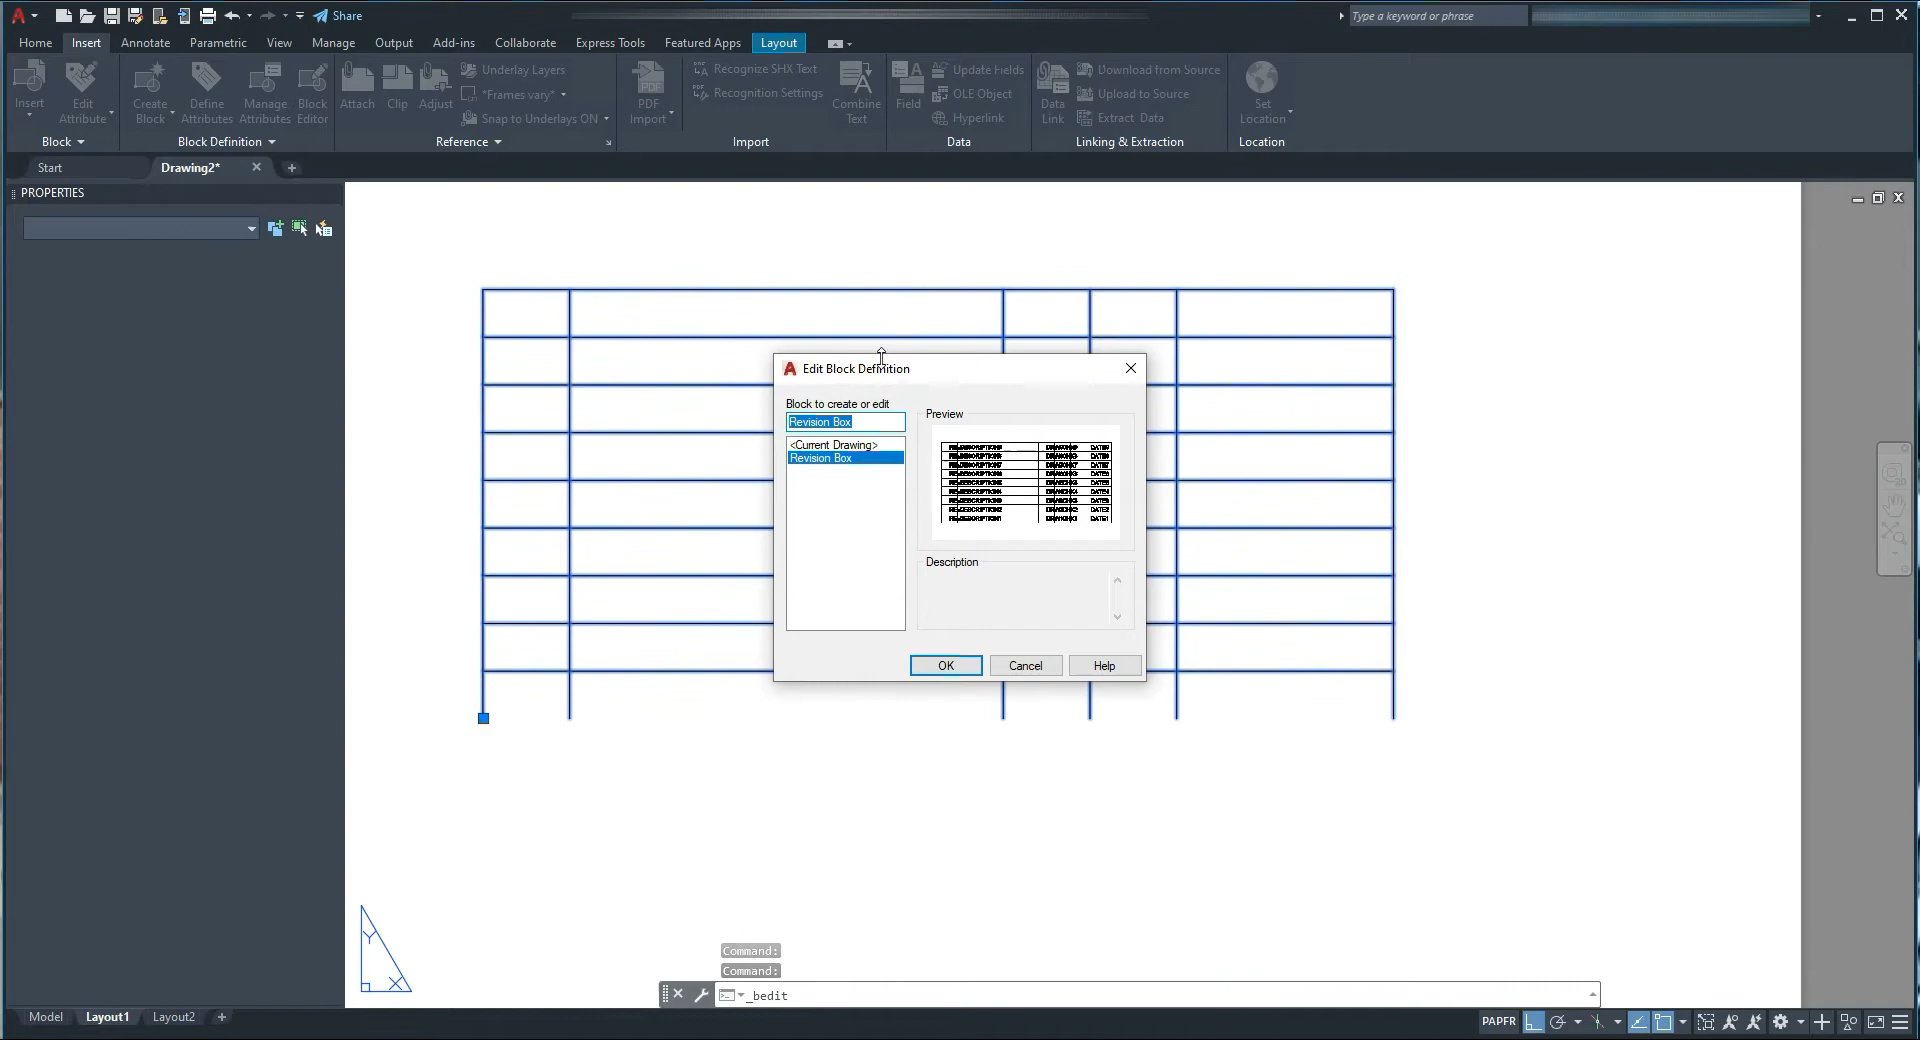 Share
Type a keyword or phrase
Home Insert Annotate Parametric View Manage Output Add-ins Collaborate Express Tools Featured Apps Layout
Insert
Edit Attribute
Create Block
Define Attributes
Manage Attributes
Block Editor
Attach
Clip
Adjust
Underlay Layers
*Frames vary*
Snap to Underlays ON
PDF Import
Recognize SHX Text
Recognition Settings
Combine Text
Field
Update Fields
OLE Object
Hyperlink
Data Link
Download from Source
Upload to Source
Extract Data
Set Location
Block Block Definition Reference Import Data Linking & Extraction Location
Start Drawing2*
PROPERTIES
Edit Block Definition
Block to create or edit
Revision Box
<Current Drawing>
Revision Box
Preview
Description
OK Cancel Help
Y
X
Command:
Command:
_bedit
Model Layout1 Layout2
PAPER